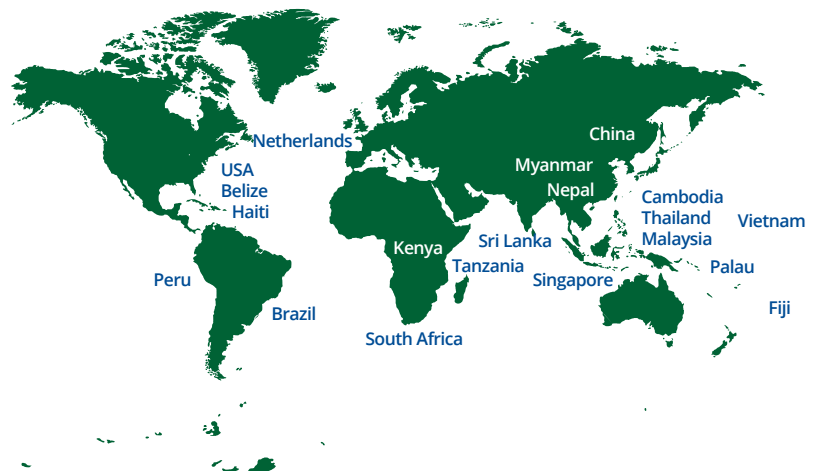 China
Netherlands
Myanmar
USA
Nepal
Belize
Cambodia
Haiti
Thailand
Vietnam
Malaysia
Sri Lanka
Kenya
Tanzania
Palau
Peru
Singapore
Fiji
Brazil
South Africa